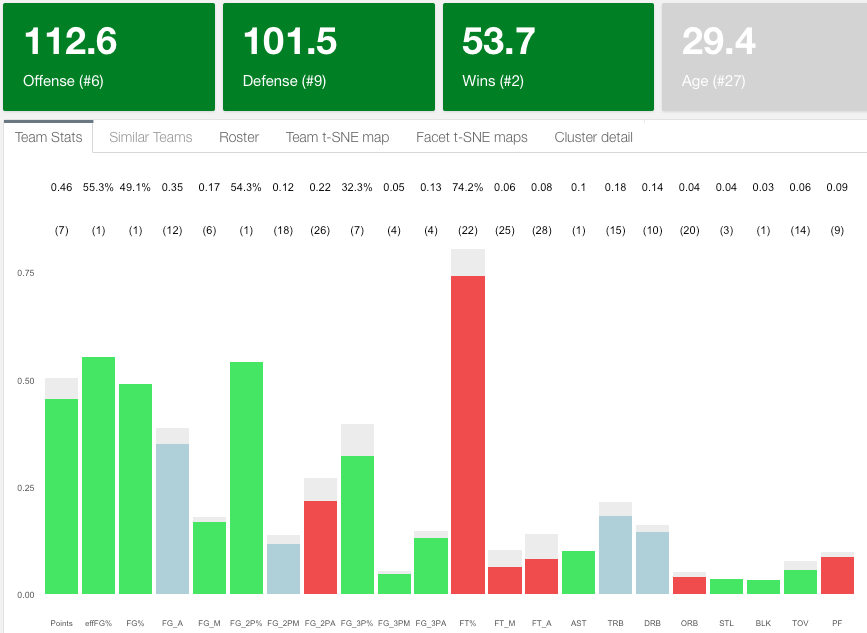 112.6 101.5 53.7 29.4
Offense (#6) Defense (#9) Wins (#2) Age (#27)
Team Stats Similar Teams Roster Team t-SNE map Facet t-SNE maps Cluster detail
0.46 55.3% 49.1% 0.35 0.17 54.3% 0.12 0.22 32.3% 0.05 0.13 74.2% 0.06 0.08 0.1 0.18 0.14 0.04 0.04 0.03 0.06 0.09
(7) (1) (1) (12) (6) (1) (18) (26) (7) (4) (4) (22) (25) (28) (1) (15) (10) (20) (3) (1) (14) (9)
0.75
0.50
0.25
0.00
Points effFG% FG% FG_A FG_M FG_2P% FG_2PM FG_2PA FG_3P% FG_3PM FG_3PA FT% FT_M FT_A AST TRB DRB ORB STL BLK TOV PF